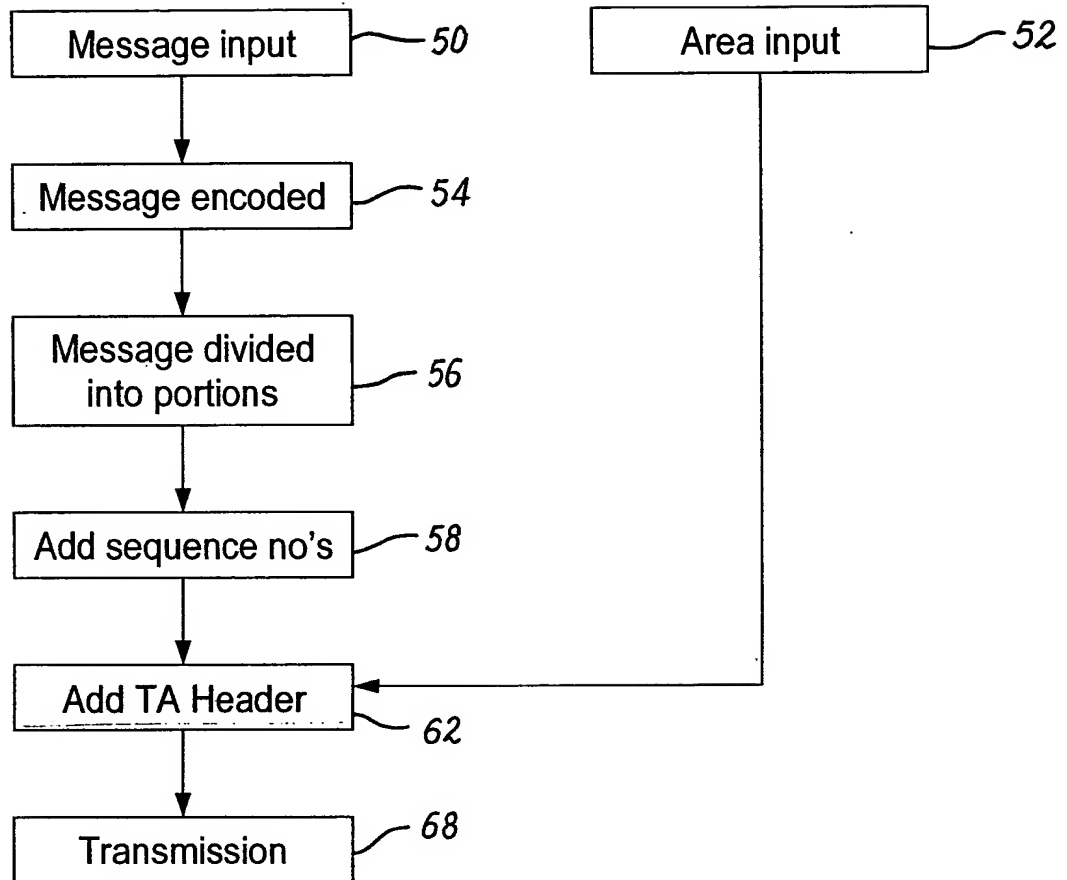 Message input
50
Area input
52
Message encoded
54
Message divided
into portions
56
Add sequence no's
58
Add TA Header
62
Transmission
68